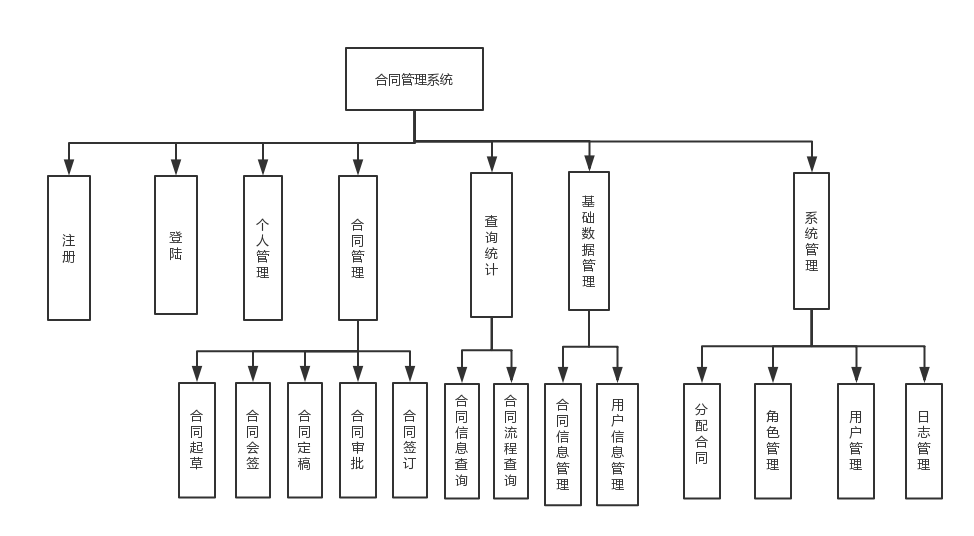 合同管理系统
注册
登陆
个人管理
合同管理
查询统计
基础数据管理
系统管理
合同起草
合同会签
合同定稿
合同审批
合同签订
合同信息查询
合同流程查询
合同信息管理
用户信息管理
分配合同
角色管理
用户管理
日志管理